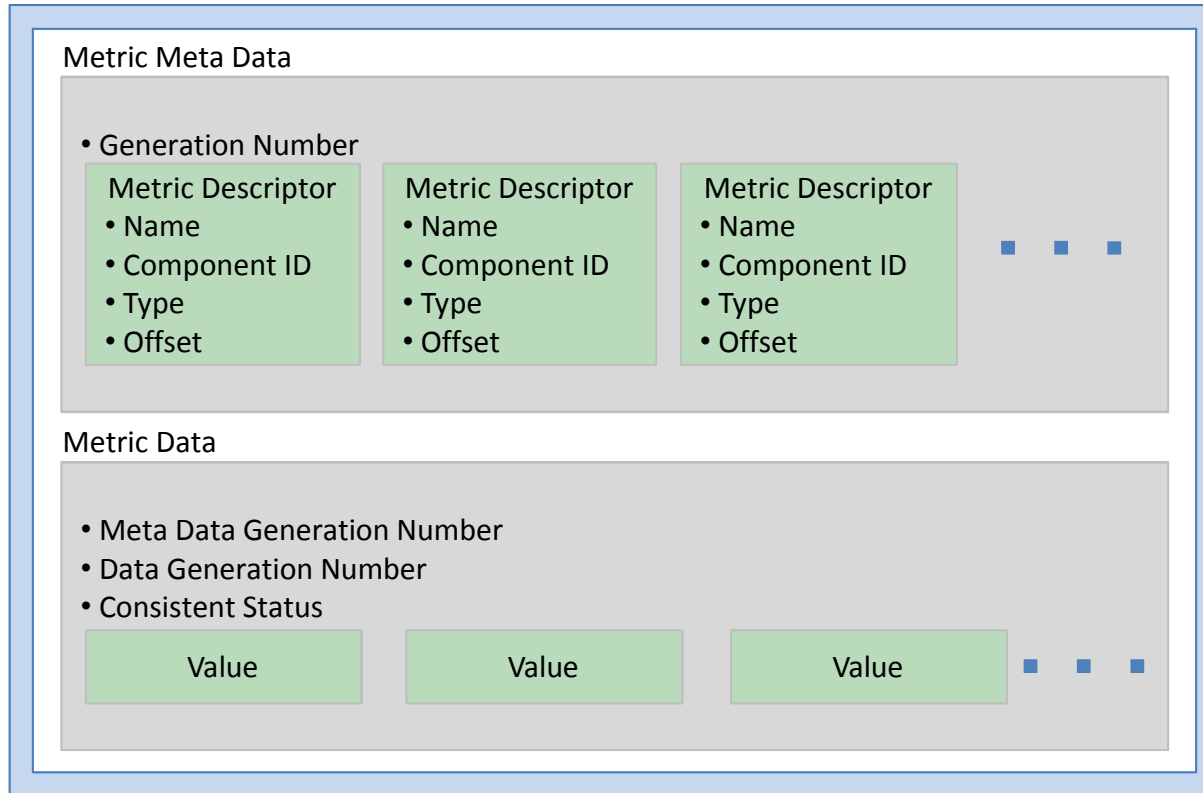 Metric Meta Data
• Generation Number
Metric Descriptor
• Name
• Component ID
• Type
• Offset
Metric Descriptor
• Name
• Component ID
• Type
• Offset
Metric Descriptor
• Name
• Component ID
• Type
• Offset
Metric Data
• Meta Data Generation Number
• Data Generation Number
• Consistent Status
Value
Value
Value